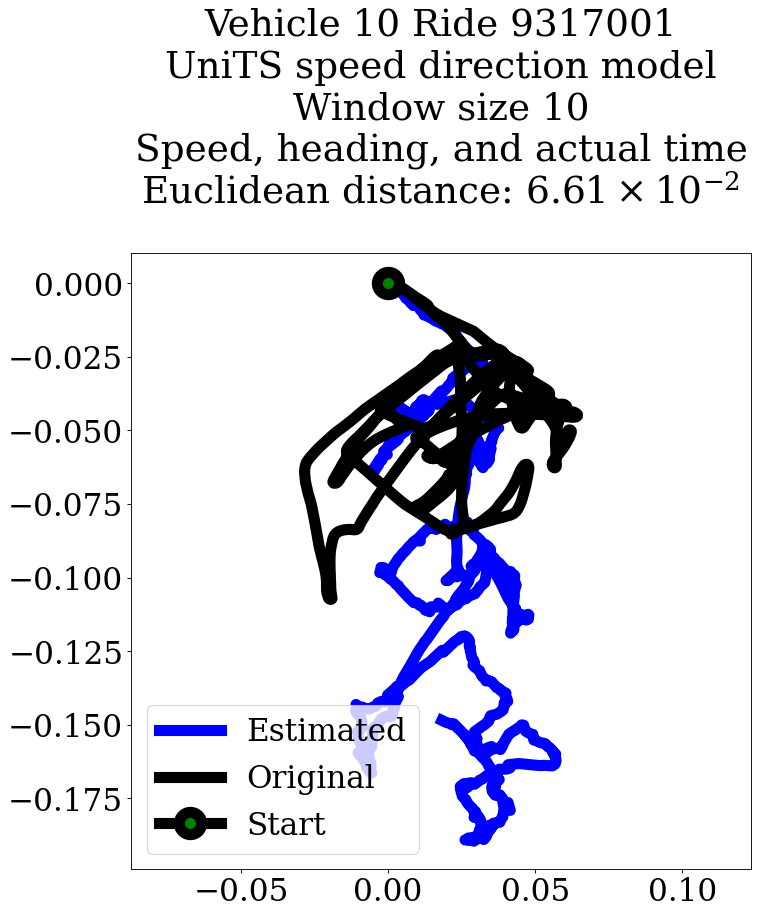 Vehicle 10 Ride 9317001
UniTS speed direction model
Window size 10
Speed, heading, and actual time
Euclidean distance: 6.61 × 10⁻²
0.000
−0.025
−0.050
−0.075
−0.100
−0.125
−0.150
−0.175
Estimated
Original
Start
−0.05 0.00 0.05 0.10